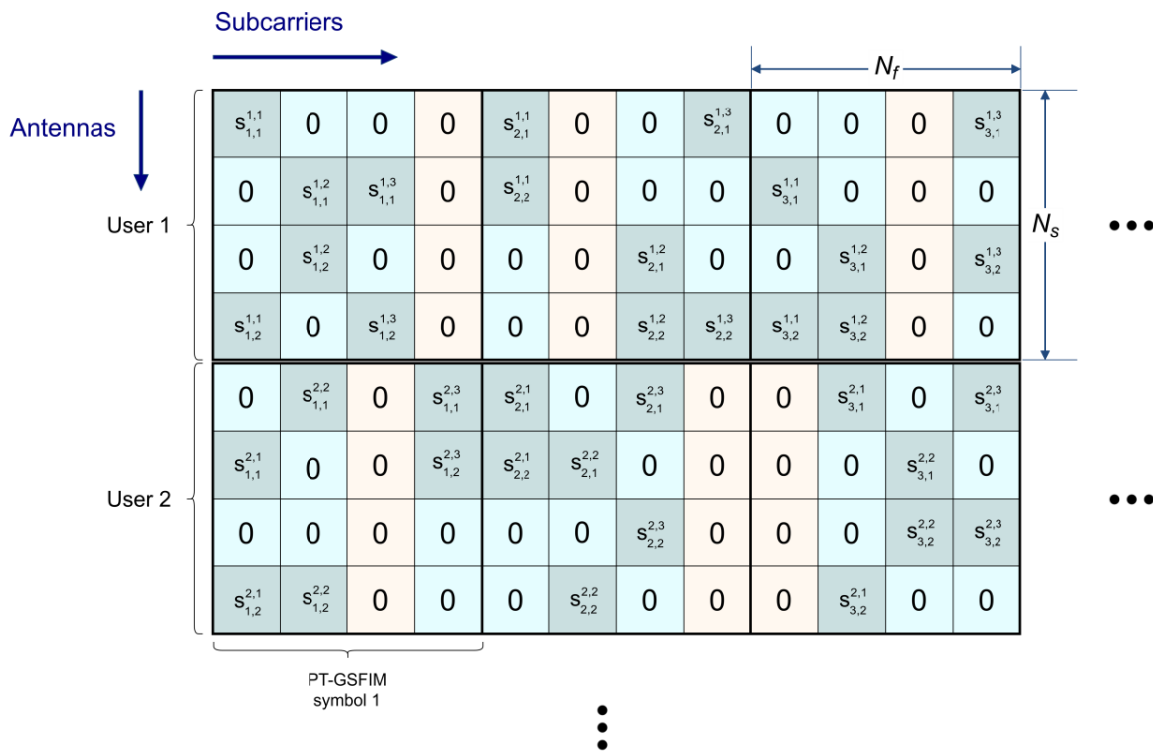 Subcarriers
Antennas
N_f
N_s
User 1
s_{1,1}^{1,1} 0 0 0 s_{2,1}^{1,1} 0 0 s_{2,1}^{1,3} 0 0 0 s_{3,1}^{1,3}
0 s_{1,1}^{1,2} s_{1,1}^{1,3} 0 s_{2,2}^{1,1} 0 0 0 s_{3,1}^{1,1} 0 0 0
0 s_{1,2}^{1,2} 0 0 0 0 s_{2,1}^{1,2} 0 0 s_{3,1}^{1,2} 0 s_{3,2}^{1,3}
s_{1,2}^{1,1} 0 s_{1,2}^{1,3} 0 0 0 s_{2,2}^{1,2} s_{2,2}^{1,3} s_{3,2}^{1,1} s_{3,2}^{1,2} 0 0
User 2
0 s_{1,1}^{2,2} 0 s_{1,1}^{2,3} s_{2,1}^{2,1} 0 s_{2,1}^{2,3} 0 0 s_{3,1}^{2,1} 0 s_{3,1}^{2,3}
s_{1,1}^{2,1} 0 0 s_{1,2}^{2,3} s_{2,2}^{2,1} s_{2,1}^{2,2} 0 0 0 0 s_{3,1}^{2,2} 0
0 0 0 0 0 0 s_{2,2}^{2,3} 0 0 0 s_{3,2}^{2,2} s_{3,2}^{2,3}
s_{1,2}^{2,1} s_{1,2}^{2,2} 0 0 0 s_{2,2}^{2,2} 0 0 0 s_{3,2}^{2,1} 0 0
PT-GSFIM
symbol 1